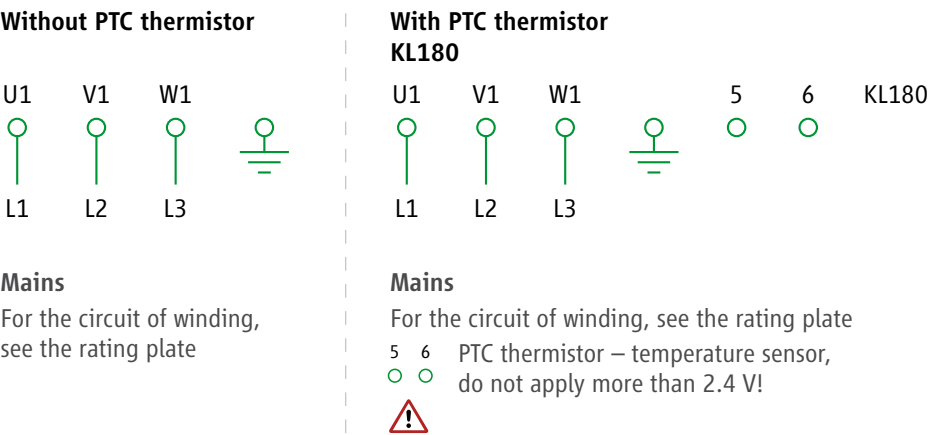 Without PTC thermistor
U1 V1 W1
L1 L2 L3
Mains
For the circuit of winding,
see the rating plate
With PTC thermistor
KL180
U1 V1 W1 5 6 KL180
L1 L2 L3
Mains
For the circuit of winding, see the rating plate
5 6 PTC thermistor – temperature sensor,
do not apply more than 2.4 V!